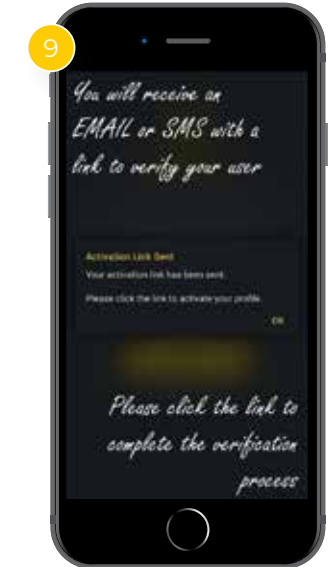 9
You will receive an
EMAIL or SMS with a
link to verify your user
Activation Link Sent
Your activation link has been sent.
Please click the link to activate your profile.
OK
Please click the link to
complete the verification
process